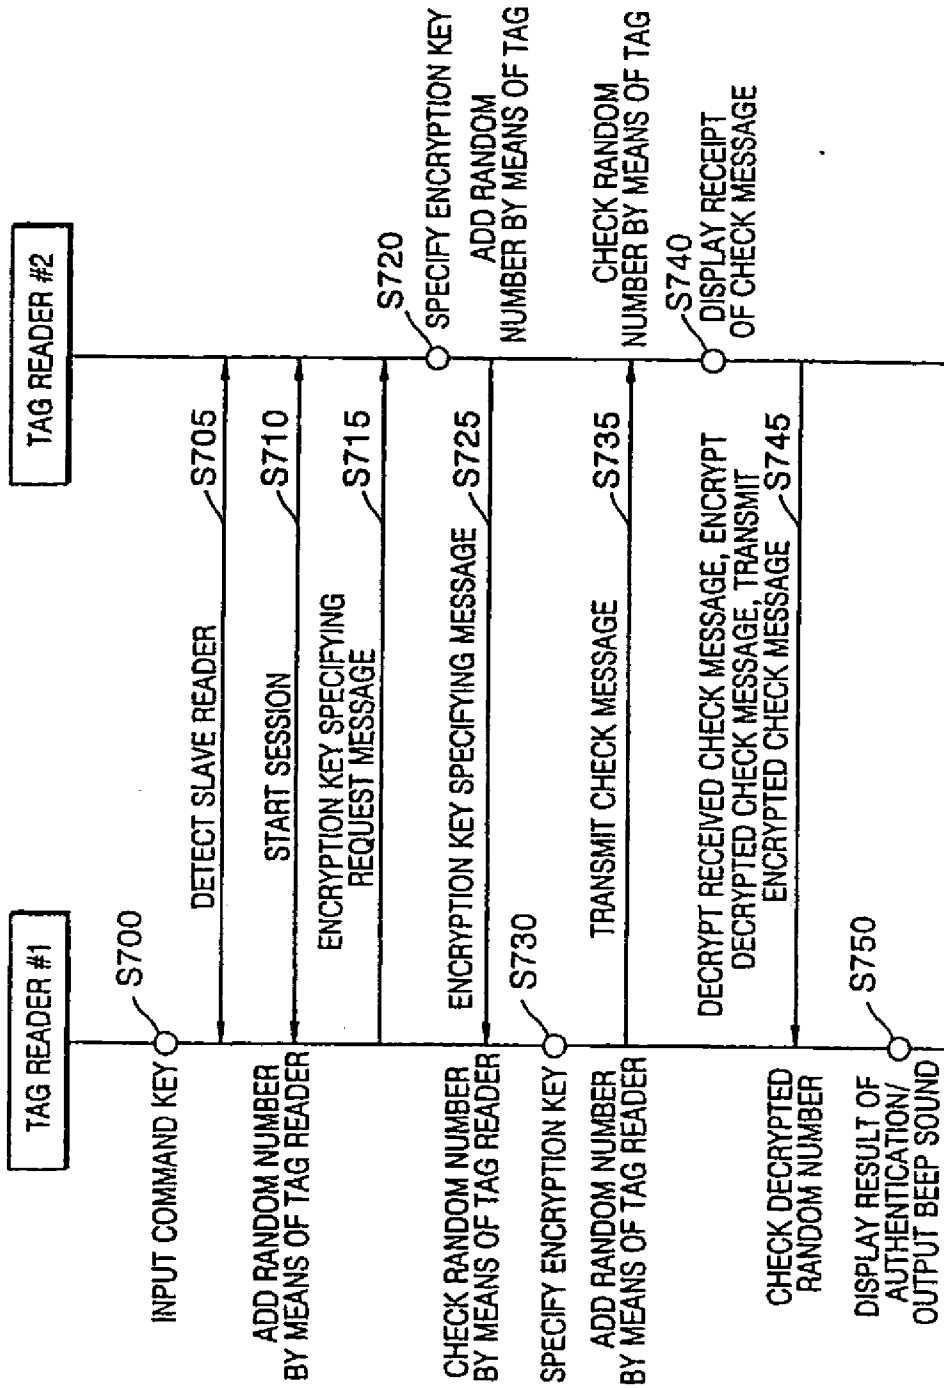 TAG READER #1
TAG READER #2
INPUT COMMAND KEY
S700
DETECT SLAVE READER
S705
ADD RANDOM NUMBER
BY MEANS OF TAG READER
START SESSION
S710
ENCRYPTION KEY SPECIFYING
REQUEST MESSAGE
S715
S720
SPECIFY ENCRYPTION KEY
ADD RANDOM
NUMBER BY MEANS OF TAG
CHECK RANDOM NUMBER
BY MEANS OF TAG READER
ENCRYPTION KEY SPECIFYING MESSAGE
S725
S730
SPECIFY ENCRYPTION KEY
ADD RANDOM NUMBER
BY MEANS OF TAG READER
TRANSMIT CHECK MESSAGE
S735
CHECK RANDOM
NUMBER BY MEANS OF TAG
S740
DISPLAY RECEIPT
OF CHECK MESSAGE
DECRYPT RECEIVED CHECK MESSAGE, ENCRYPT
DECRYPTED CHECK MESSAGE, TRANSMIT
ENCRYPTED CHECK MESSAGE
S745
CHECK DECRYPTED
RANDOM NUMBER
S750
DISPLAY RESULT OF
AUTHENTICATION/
OUTPUT BEEP SOUND